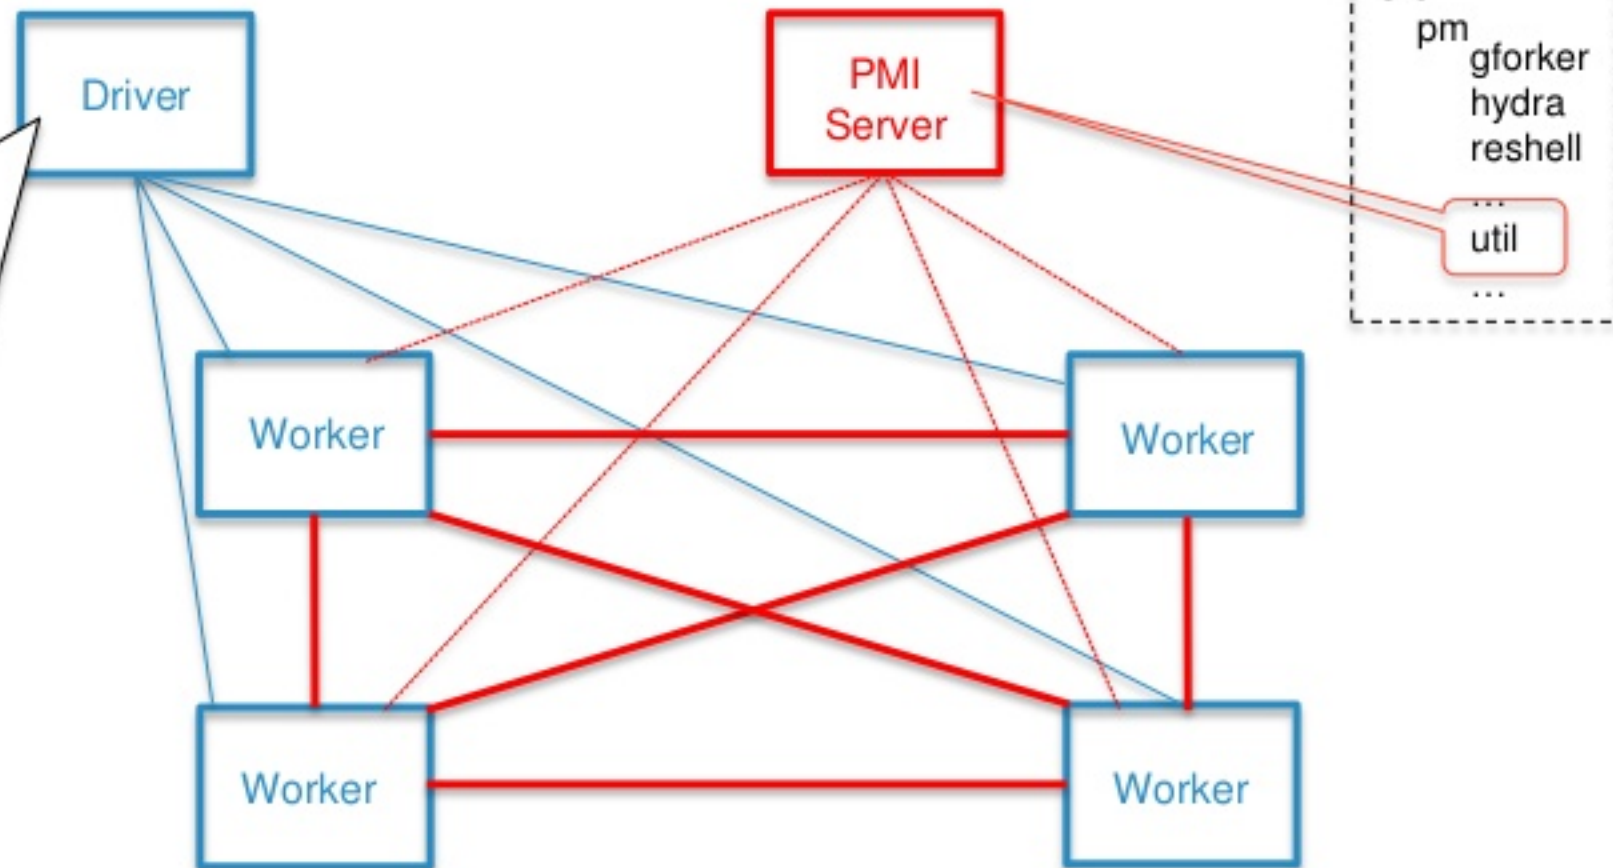 Driver
PMI
Server
pm
gforker
hydra
reshell
...
util
...
Worker
Worker
Worker
Worker